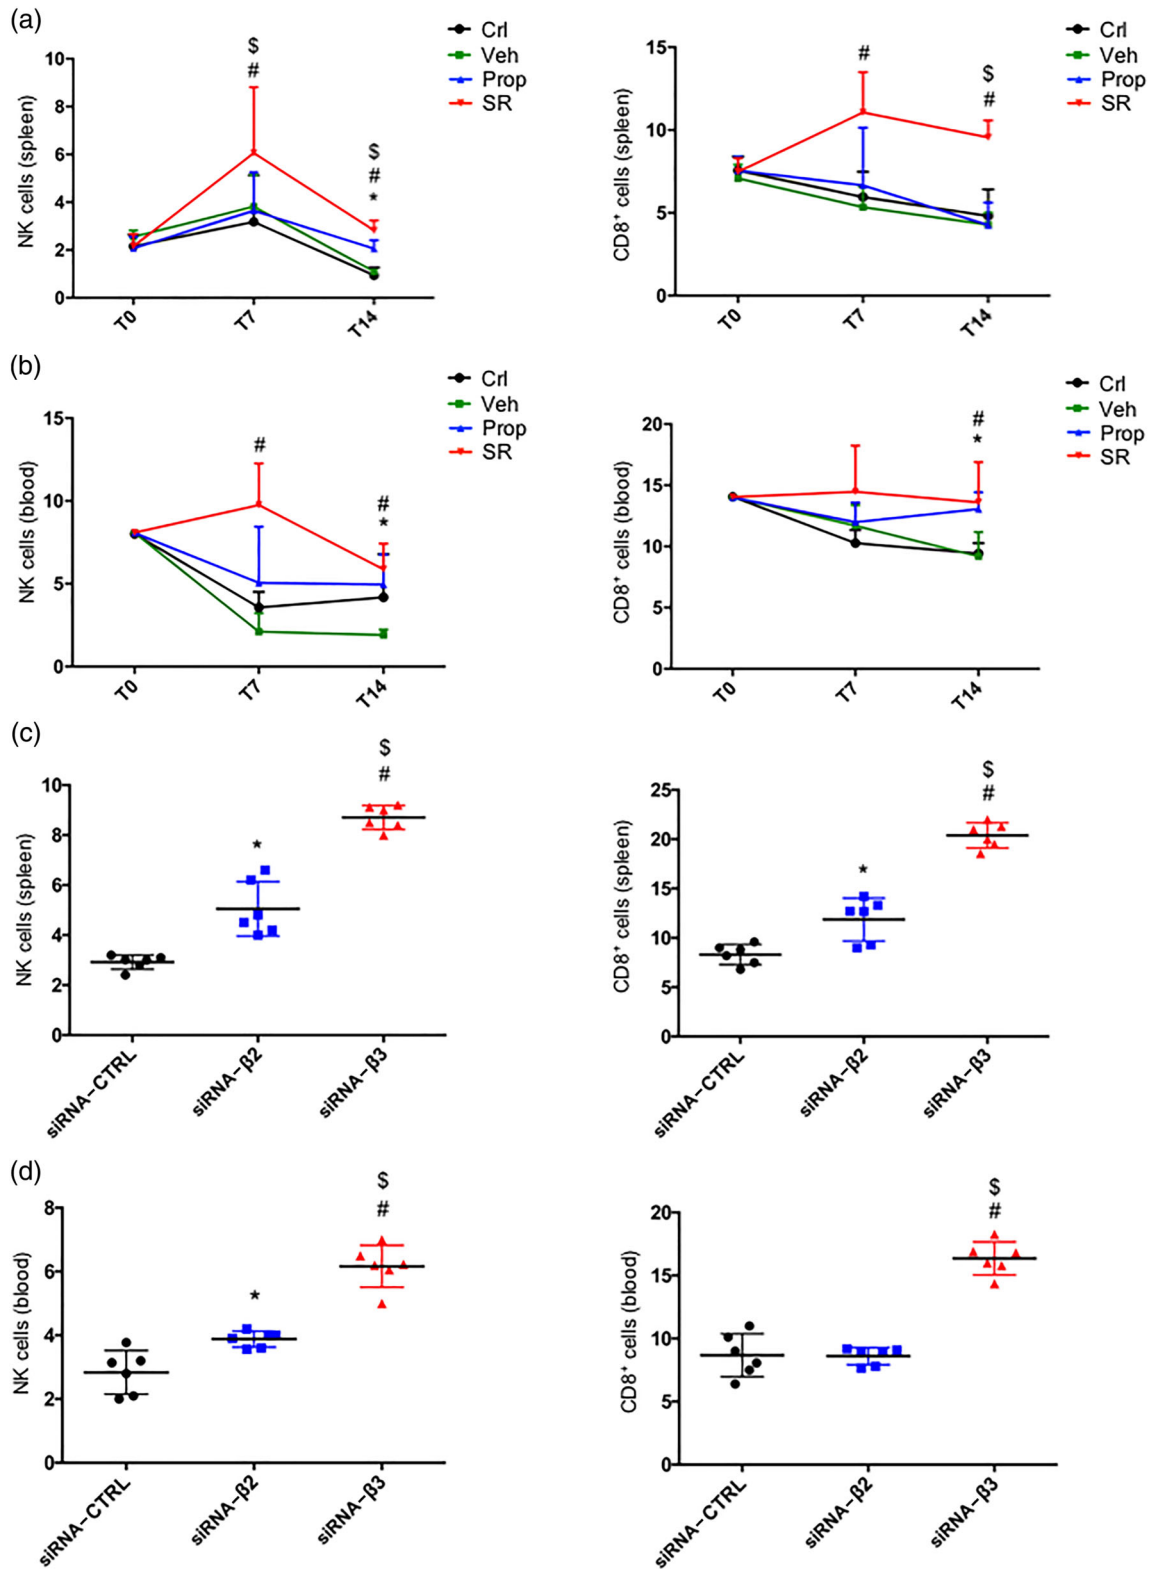 (a)
Crl
Veh
Prop
SR
$
#
$
#
*
NK cells (spleen)
10
8
6
4
2
0
T0
T7
T14
Crl
Veh
Prop
SR
#
$
#
CD8⁺ cells (spleen)
15
10
5
0
T0
T7
T14
(b)
Crl
Veh
Prop
SR
#
#
*
NK cells (blood)
15
10
5
0
T0
T7
T14
Crl
Veh
Prop
SR
#
*
CD8⁺ cells (blood)
20
15
10
5
0
T0
T7
T14
(c)
$
#
*
NK cells (spleen)
10
8
6
4
2
0
siRNA–CTRL
siRNA–β2
siRNA–β3
$
#
*
CD8⁺ cells (spleen)
25
20
15
10
5
0
siRNA–CTRL
siRNA–β2
siRNA–β3
(d)
$
#
*
NK cells (blood)
8
6
4
2
0
siRNA–CTRL
siRNA–β2
siRNA–β3
$
#
CD8⁺ cells (blood)
20
15
10
5
0
siRNA–CTRL
siRNA–β2
siRNA–β3